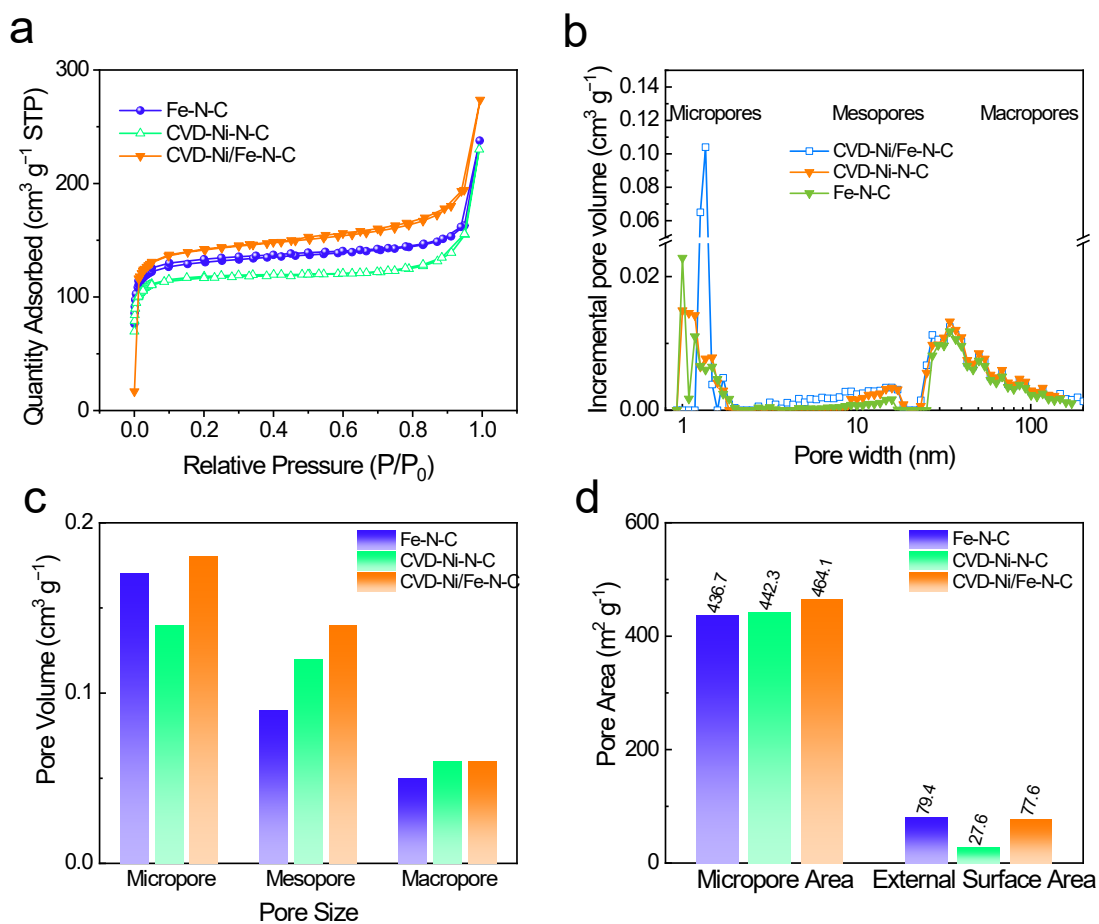 a
300
200
100
0
Quantity Adsorbed (cm³ g⁻¹ STP)
Fe-N-C
CVD-Ni-N-C
CVD-Ni/Fe-N-C
0.0 0.2 0.4 0.6 0.8 1.0
Relative Pressure (P/P₀)
b
0.14
0.12
0.10
0.08
0.06
0.02
0.00
Incremental pore volume (cm³ g⁻¹)
Micropores Mesopores Macropores
CVD-Ni/Fe-N-C
CVD-Ni-N-C
Fe-N-C
1 10 100
Pore width (nm)
c
0.2
0.1
0.0
Pore Volume (cm³ g⁻¹)
Fe-N-C
CVD-Ni-N-C
CVD-Ni/Fe-N-C
Micropore Mesopore Macropore
Pore Size
d
600
400
200
0
Pore Area (m² g⁻¹)
Fe-N-C
CVD-Ni-N-C
CVD-Ni/Fe-N-C
436.7 442.3 464.1
79.4 27.6 77.6
Micropore Area External Surface Area